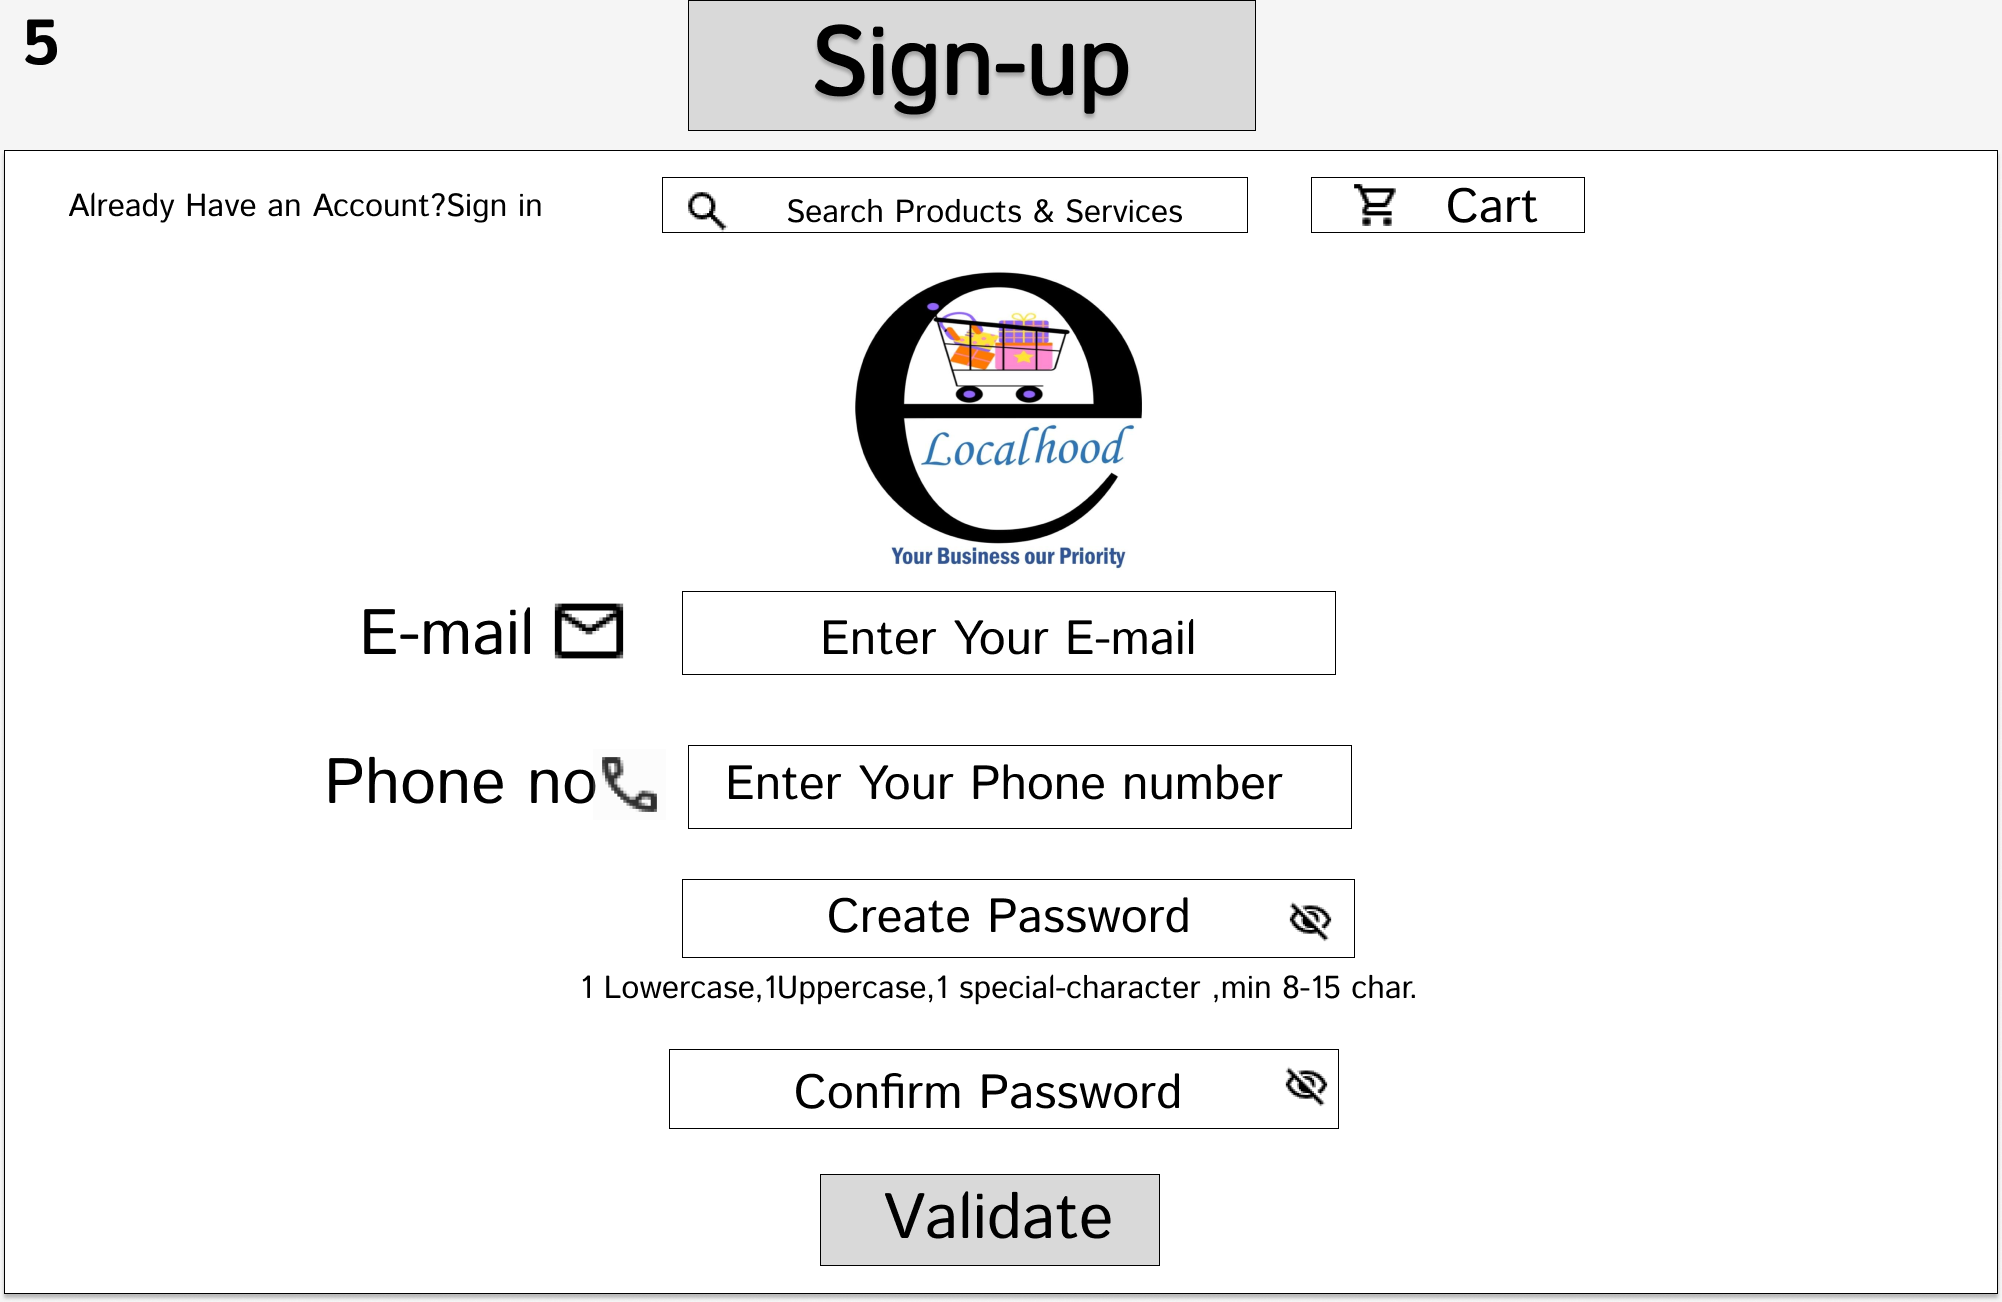 5
Sign-up
Already Have an Account?Sign in
Search Products & Services
Cart
e
Localhood
Your Business our Priority
E-mail
Enter Your E-mail
Phone no
Enter Your Phone number
Create Password
1 Lowercase,1Uppercase,1 special-character ,min 8-15 char.
Confirm Password
Validate